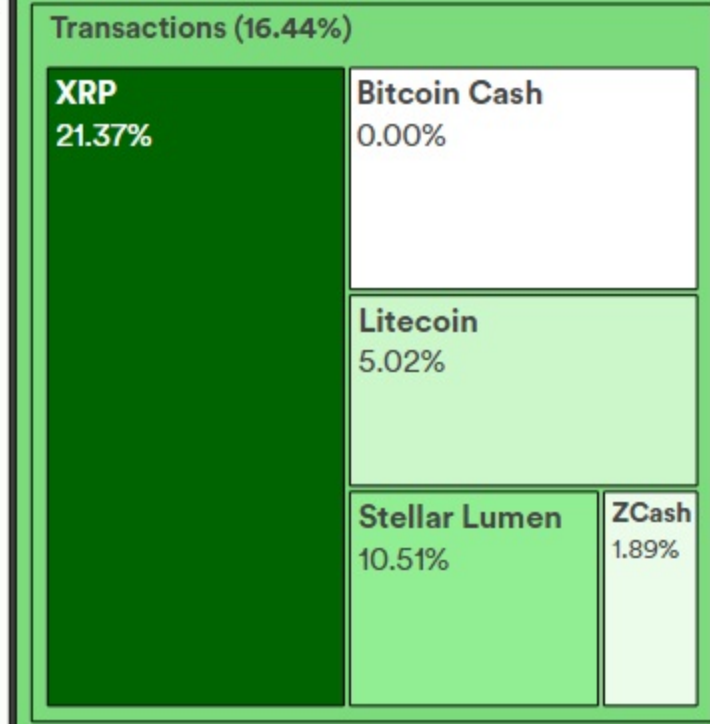 Transactions (16.44%)
XRP
21.37%
Bitcoin Cash
0.00%
Litecoin
5.02%
Stellar Lumen
10.51%
ZCash
1.89%